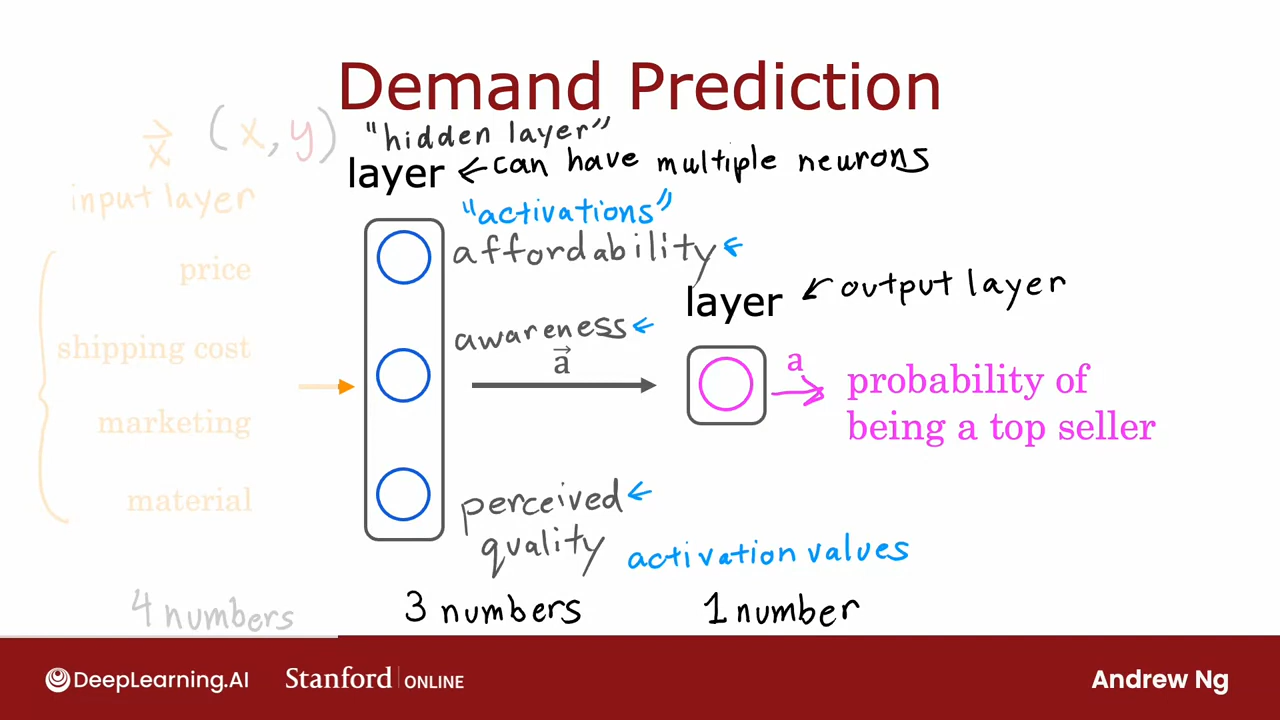 Demand Prediction
x⃗ (x, y)
"hidden layer"
layer ← can have multiple neurons
input layer
"activations"
affordability ←
price
layer ← output layer
shipping cost
awareness ←
a⃗
a
probability of
being a top seller
marketing
material
perceived ←
quality
activation values
4 numbers
3 numbers
1 number
DeepLearning.AI
Stanford | ONLINE
Andrew Ng